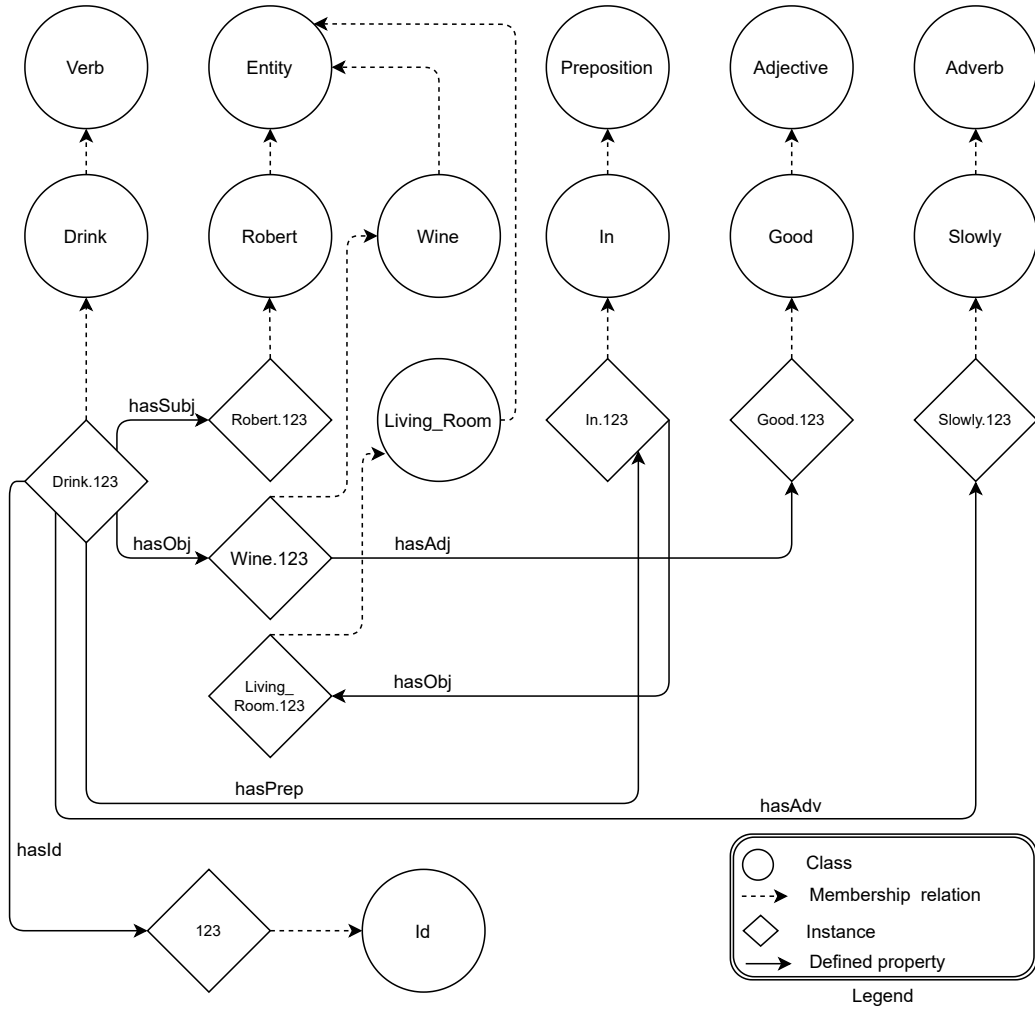 Verb
Entity
Preposition
Adjective
Adverb
Drink
Robert
Wine
In
Good
Slowly
hasSubj
Robert.123
Living_Room
In.123
Good.123
Slowly.123
Drink.123
hasObj
Wine.123
hasAdj
Living_
Room.123
hasObj
hasPrep
hasAdv
hasId
123
Id
Class
Membership relation
Instance
Defined property
Legend